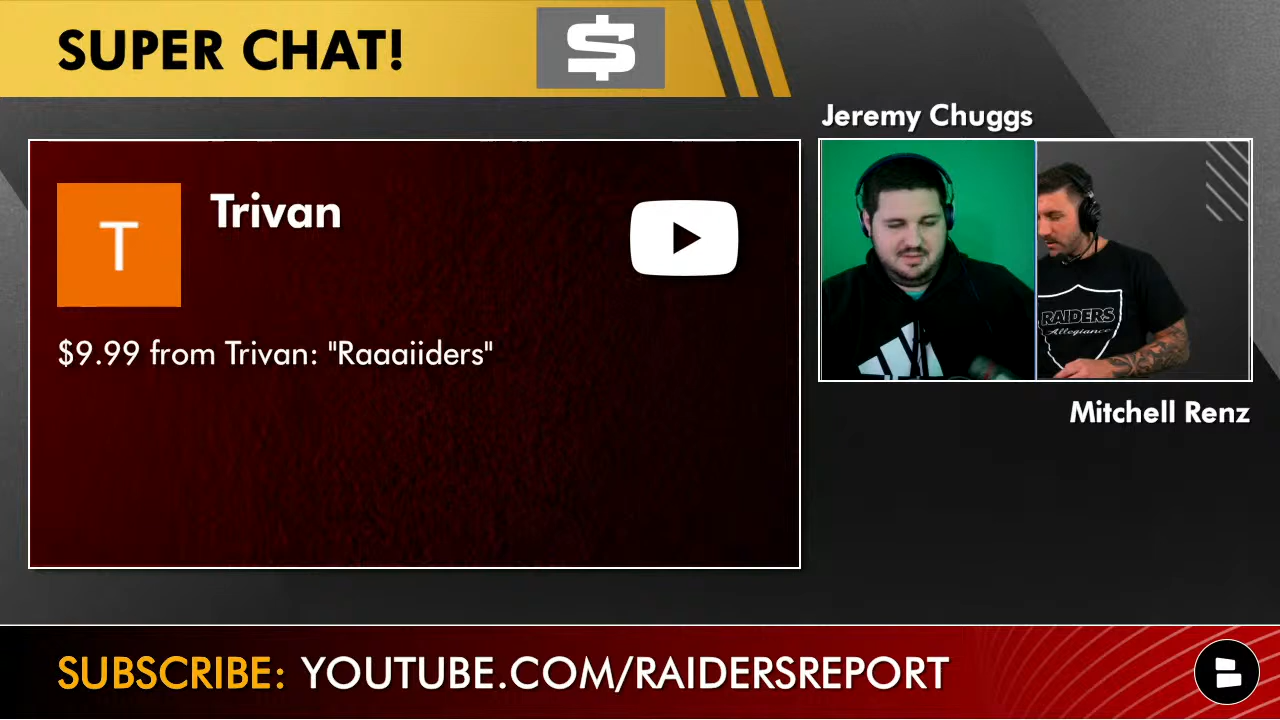 SUPER CHAT!
$
Jeremy Chuggs
T
Trivan
$9.99 from Trivan: "Raaaiiders"
RAIDERS
Allegiance
Mitchell Renz
SUBSCRIBE: YOUTUBE.COM/RAIDERSREPORT